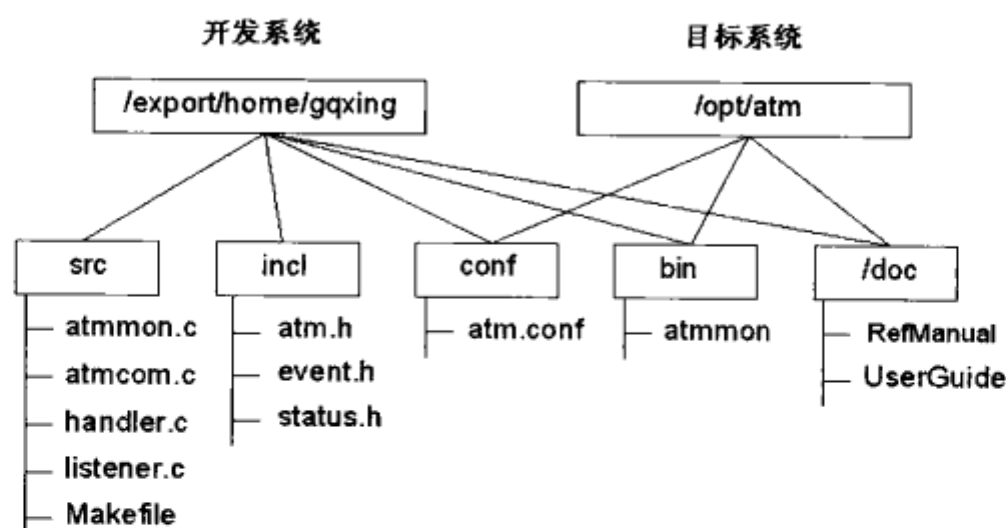 开发系统 目标系统
/export/home/gqxing /opt/atm
src incl conf bin /doc
atmmon.c atm.h atm.conf atmmon RefManual
atmcom.c event.h UserGuide
handler.c status.h
listener.c
Makefile